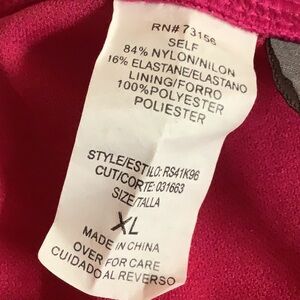 RN# 73156
SELF
84% NYLON/NILON
16% ELASTANE/ELASTANO
LINING/FORRO
100%POLYESTER
POLIESTER
STYLE/ESTILO: RS41K96
CUT/CORTE: 031663
SIZE/TALLA
XL
MADE IN CHINA
OVER FOR CARE
CUIDADO AL REVERSO